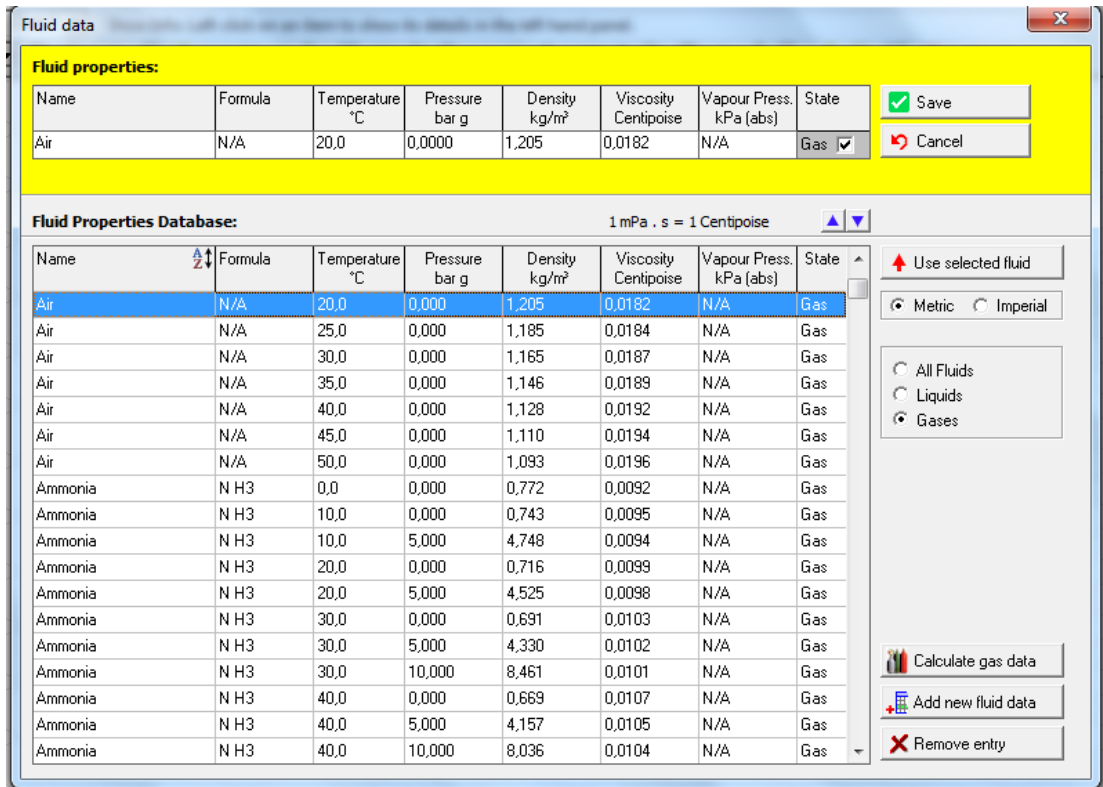 Fluid data
Fluid properties:
Name Formula Temperature °C Pressure bar g Density kg/m³ Viscosity Centipoise Vapour Press. kPa (abs) State
Air N/A 20,0 0,0000 1,205 0,0182 N/A Gas
Save
Cancel
Fluid Properties Database: 1 mPa . s = 1 Centipoise
Name Formula Temperature °C Pressure bar g Density kg/m³ Viscosity Centipoise Vapour Press. kPa (abs) State
Air N/A 20,0 0,000 1,205 0,0182 N/A Gas
Air N/A 25,0 0,000 1,185 0,0184 N/A Gas
Air N/A 30,0 0,000 1,165 0,0187 N/A Gas
Air N/A 35,0 0,000 1,146 0,0189 N/A Gas
Air N/A 40,0 0,000 1,128 0,0192 N/A Gas
Air N/A 45,0 0,000 1,110 0,0194 N/A Gas
Air N/A 50,0 0,000 1,093 0,0196 N/A Gas
Ammonia N H3 0,0 0,000 0,772 0,0092 N/A Gas
Ammonia N H3 10,0 0,000 0,743 0,0095 N/A Gas
Ammonia N H3 10,0 5,000 4,748 0,0094 N/A Gas
Ammonia N H3 20,0 0,000 0,716 0,0099 N/A Gas
Ammonia N H3 20,0 5,000 4,525 0,0098 N/A Gas
Ammonia N H3 30,0 0,000 0,691 0,0103 N/A Gas
Ammonia N H3 30,0 5,000 4,330 0,0102 N/A Gas
Ammonia N H3 30,0 10,000 8,461 0,0101 N/A Gas
Ammonia N H3 40,0 0,000 0,669 0,0107 N/A Gas
Ammonia N H3 40,0 5,000 4,157 0,0105 N/A Gas
Ammonia N H3 40,0 10,000 8,036 0,0104 N/A Gas
Use selected fluid
Metric Imperial
All Fluids
Liquids
Gases
Calculate gas data
Add new fluid data
Remove entry